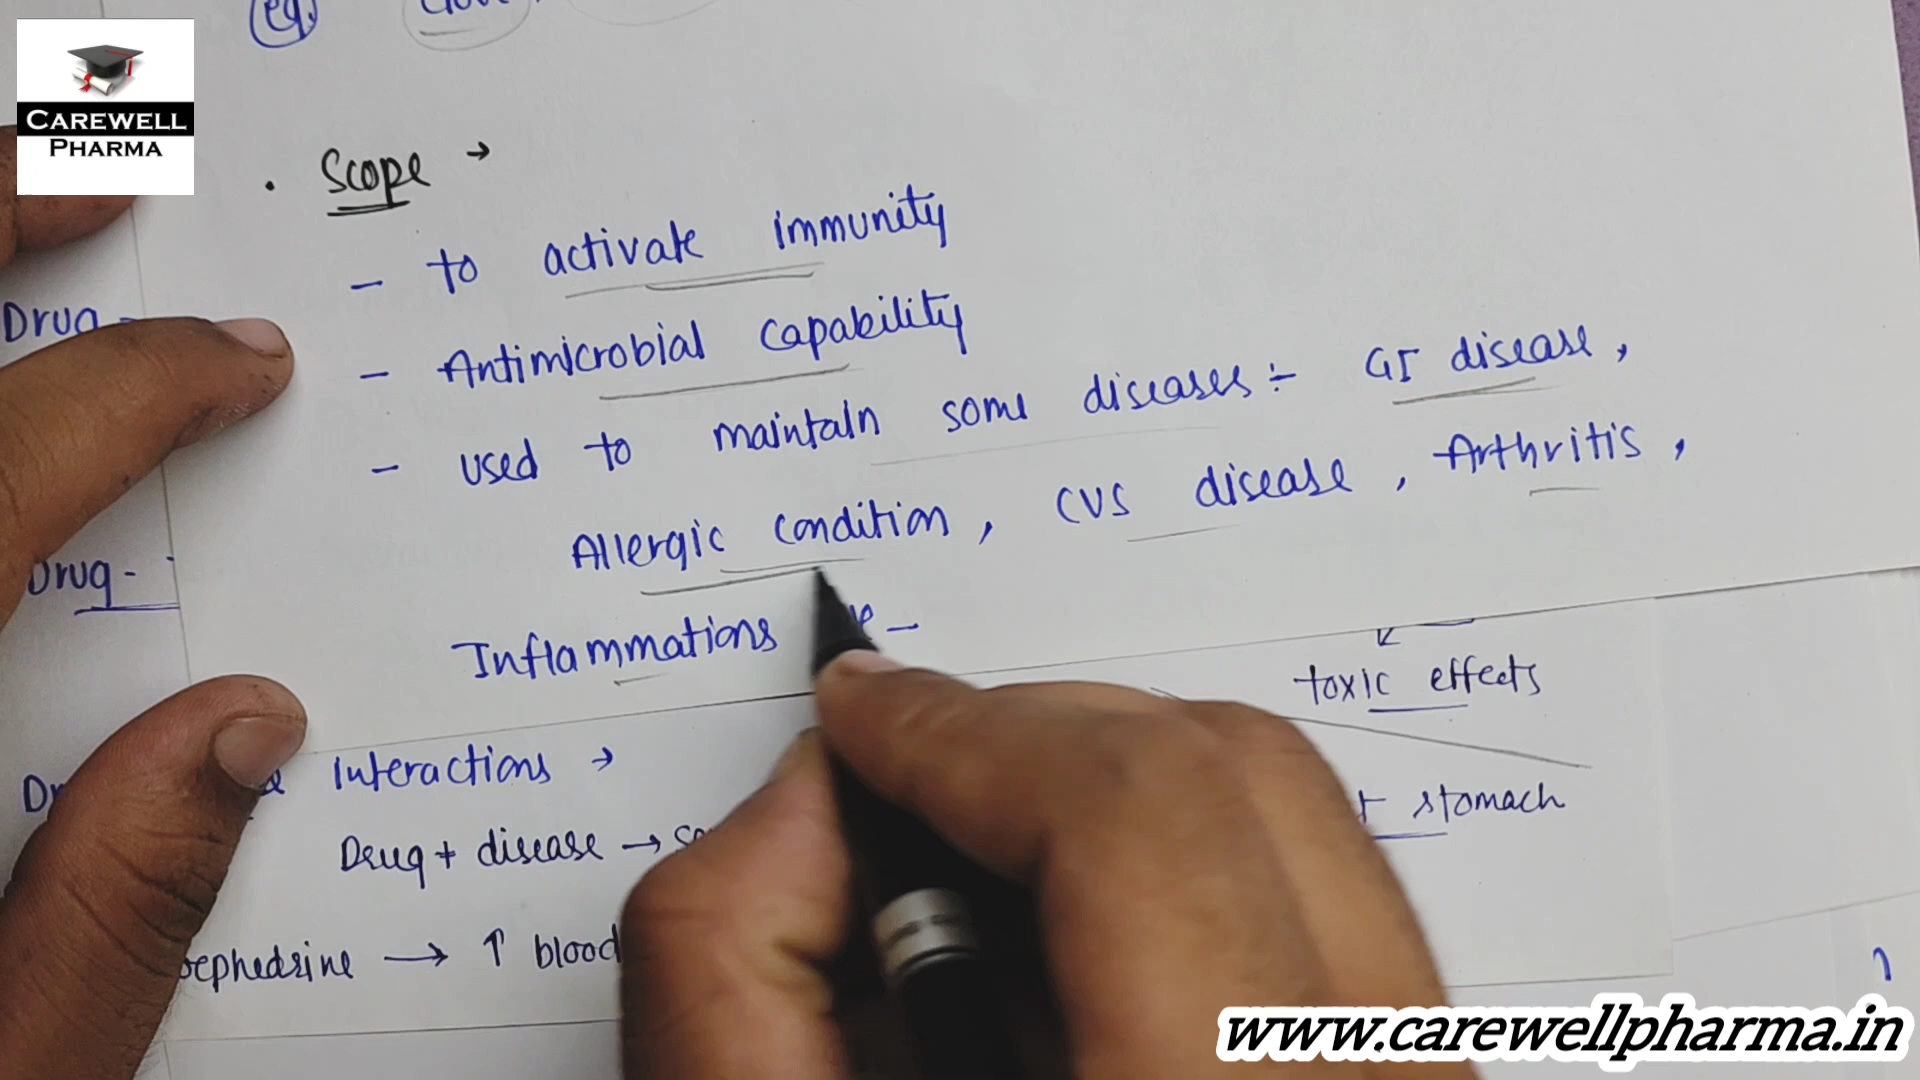 eg.
CAREWELL
PHARMA
. Scope →
- to activate immunity
- Antimicrobial capability
- used to maintain some diseases :- GI disease,
Allergic condition, CVS disease, Arthritis,
Inflammations -
Drug -
Drug -
toxic effects
Interactions →
stomach
Drug + disease →
↑ blood
www.carewellpharma.in